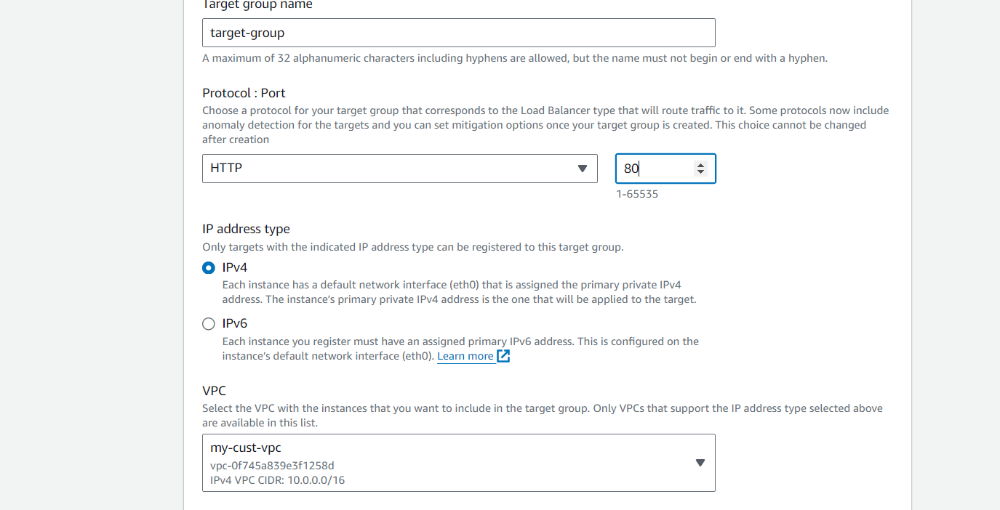 Target group name
target-group
A maximum of 32 alphanumeric characters including hyphens are allowed, but the name must not begin or end with a hyphen.
Protocol : Port
Choose a protocol for your target group that corresponds to the Load Balancer type that will route traffic to it. Some protocols now include
anomaly detection for the targets and you can set mitigation options once your target group is created. This choice cannot be changed
after creation
HTTP
80
1-65535
IP address type
Only targets with the indicated IP address type can be registered to this target group.
IPv4
Each instance has a default network interface (eth0) that is assigned the primary private IPv4
address. The instance's primary private IPv4 address is the one that will be applied to the target.
IPv6
Each instance you register must have an assigned primary IPv6 address. This is configured on the
instance's default network interface (eth0). Learn more
VPC
Select the VPC with the instances that you want to include in the target group. Only VPCs that support the IP address type selected above
are available in this list.
my-cust-vpc
vpc-0f745a839e3f1258d
IPv4 VPC CIDR: 10.0.0.0/16